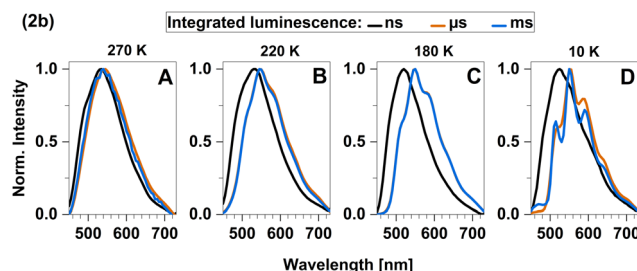 (2b)
Integrated luminescence: ns µs ms
270 K 220 K 180 K 10 K
Norm. Intensity
1.0 1.0 1.0 1.0
A B C D
0.5 0.5 0.5 0.5
0.0 0.0 0.0 0.0
500 600 700 500 600 700 500 600 700 500 600 700
Wavelength [nm]